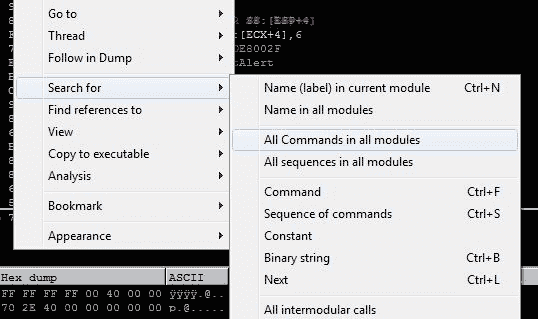 Go to
Thread
Follow in Dump
Search for
Find references to
View
Copy to executable
Analysis
Bookmark
Appearance
SS:[ESP+4]
[ECX+4],6
DE8002F
tAlert
Name (label) in current module Ctrl+N
Name in all modules
All Commands in all modules
All sequences in all modules
Command Ctrl+F
Sequence of commands Ctrl+S
Constant
Binary string Ctrl+B
Next Ctrl+L
All intermodular calls
Hex dump ASCII
FF FF FF FF 00 40 00 00 ÿÿÿÿ.@..
70 2E 40 00 00 00 00 00 p.@.....